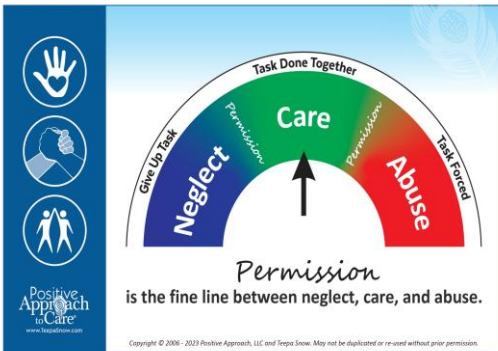 Task Done Together
Give Up Task
Permission
Care
Permission
Task Forced
Neglect
Abuse
Permission
is the fine line between neglect, care, and abuse.
Positive
Approach
to Care®
www.TeepaSnow.com
Copyright © 2006 - 2023 Positive Approach, LLC and Teepa Snow. May not be duplicated or re-used without prior permission.